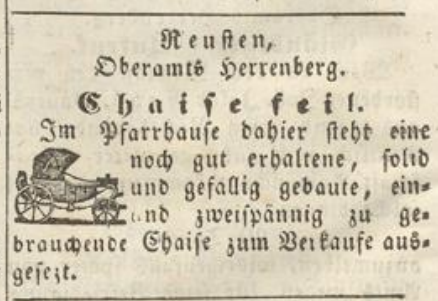 Reusten,
Oberamts Herrenberg.
Chaise feil.
Im Pfarrhause dahier steht eine
noch gut erhaltene, solid
und gefällig gebaute, ein-
und zweispännig zu ge-
brauchende Chaise zum Verkaufe aus-
gesezt.